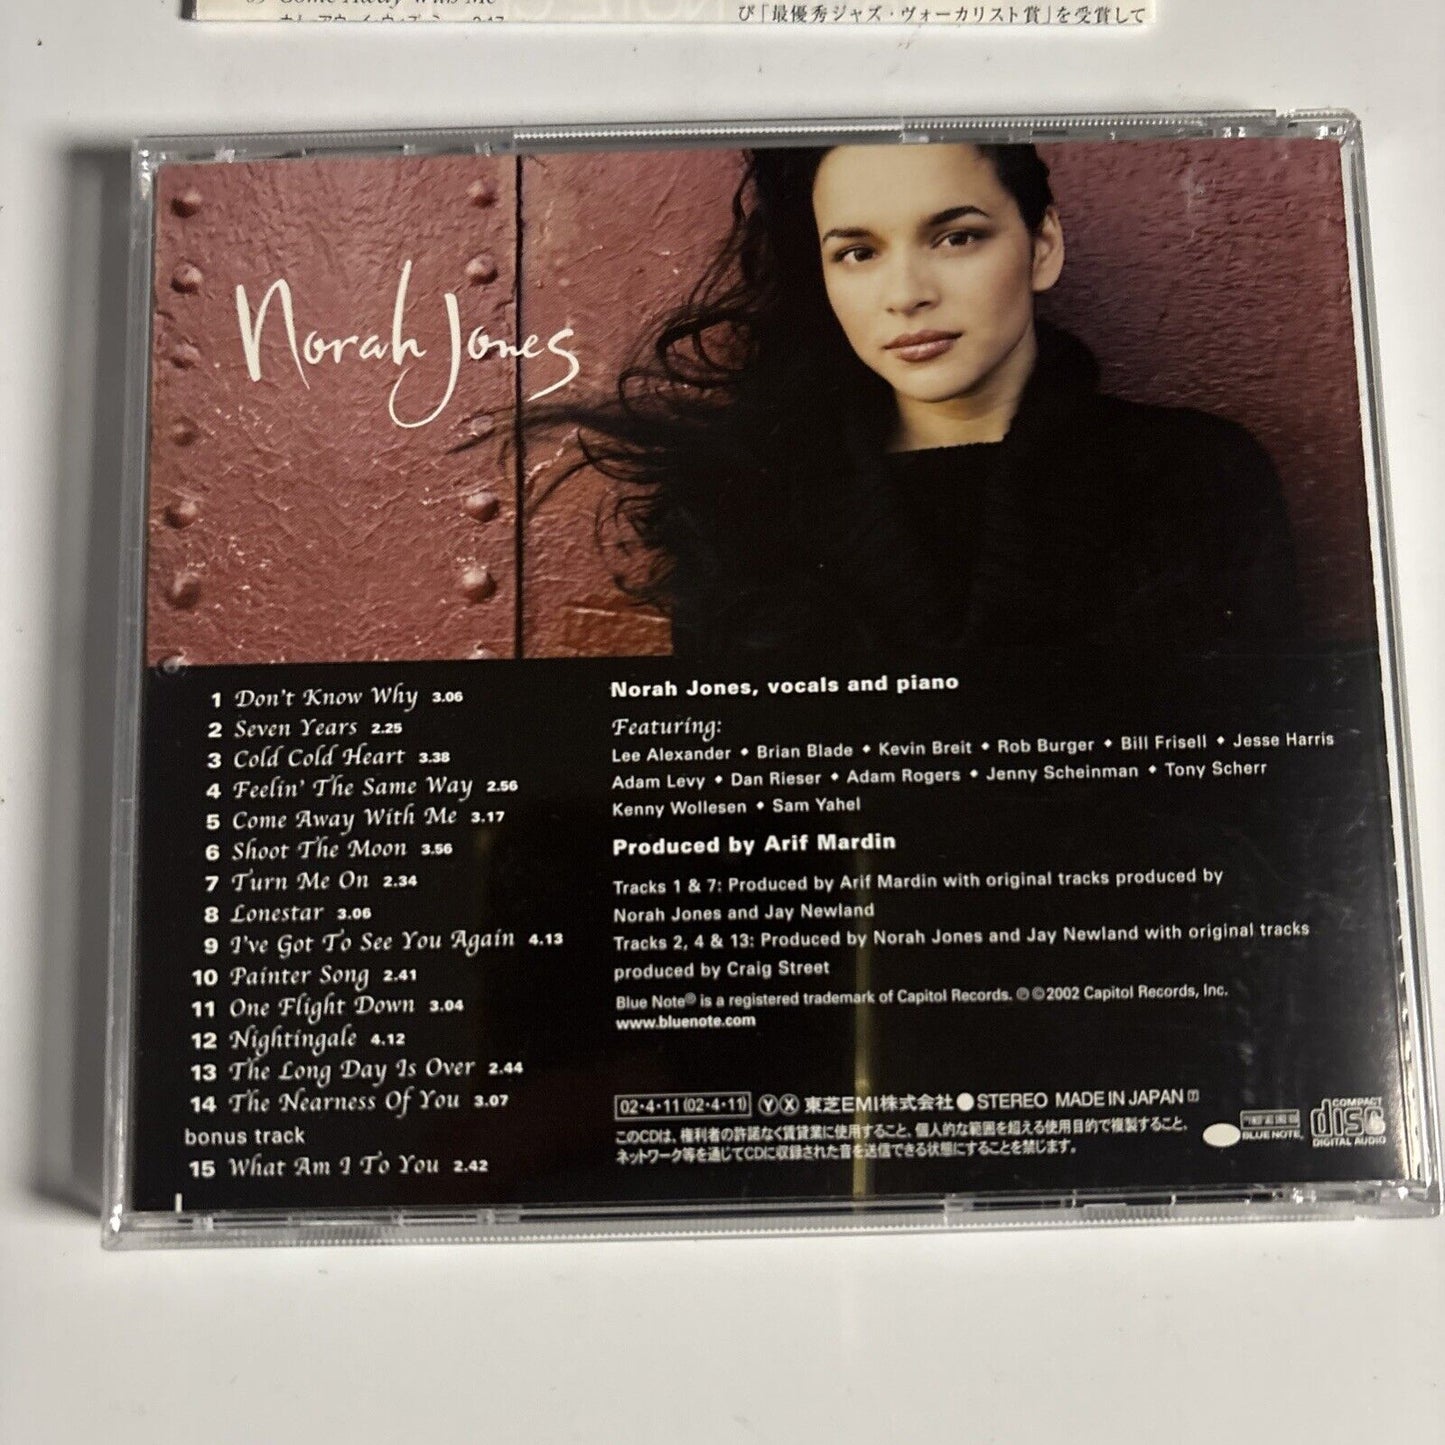 び「最優秀ジャズ・ヴォーカリスト賞」を受賞して
Norah Jones
1 Don't Know Why 3.06
2 Seven Years 2.25
3 Cold Cold Heart 3.38
4 Feelin' The Same Way 2.56
5 Come Away With Me 3.17
6 Shoot The Moon 3.56
7 Turn Me On 2.34
8 Lonestar 3.06
9 I've Got To See You Again 4.13
10 Painter Song 2.41
11 One Flight Down 3.04
12 Nightingale 4.12
13 The Long Day Is Over 2.44
14 The Nearness Of You 3.07
bonus track
15 What Am I To You 2.42
Norah Jones, vocals and piano
Featuring:
Lee Alexander • Brian Blade • Kevin Breit • Rob Burger • Bill Frisell • Jesse Harris
Adam Levy • Dan Rieser • Adam Rogers • Jenny Scheinman • Tony Scherr
Kenny Wollesen • Sam Yahel
Produced by Arif Mardin
Tracks 1 & 7: Produced by Arif Mardin with original tracks produced by
Norah Jones and Jay Newland
Tracks 2, 4 & 13: Produced by Norah Jones and Jay Newland with original tracks
produced by Craig Street
Blue Note® is a registered trademark of Capitol Records. ℗©2002 Capitol Records, Inc.
www.bluenote.com
02・4・11 (02・4・11) Ⓨ Ⓧ 東芝EMI株式会社●STEREO MADE IN JAPAN
このCDは、権利者の許諾なく賃貸業に使用すること、個人的な範囲を超える使用目的で複製すること、
ネットワーク等を通じてCDに収録された音を送信できる状態にすることを禁じます。
BLUE NOTE.
COMPACT
disc
DIGITAL AUDIO